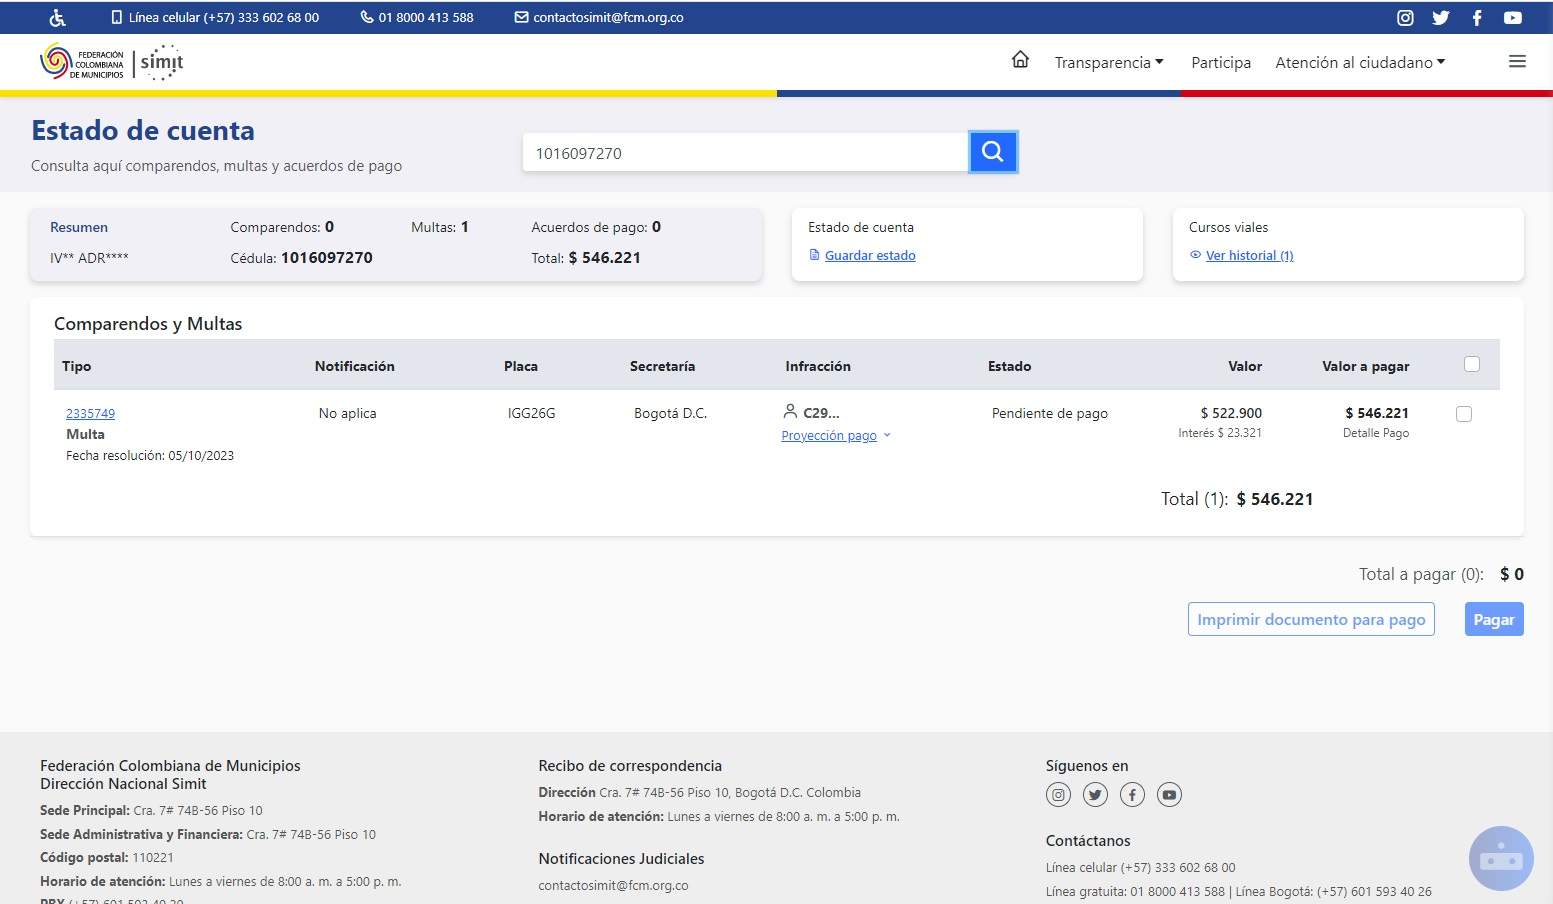 Línea celular (+57) 333 602 68 00 01 8000 413 588 contactosimit@fcm.org.co
FEDERACIÓN COLOMBIANA DE MUNICIPIOS simit
Transparencia Participa Atención al ciudadano
Estado de cuenta
Consulta aquí comparendos, multas y acuerdos de pago
1016097270
Resumen Comparendos: 0 Multas: 1 Acuerdos de pago: 0
IV** ADR**** Cédula: 1016097270 Total: $ 546.221
Estado de cuenta
Guardar estado
Cursos viales
Ver historial (1)
Comparendos y Multas
Tipo Notificación Placa Secretaría Infracción Estado Valor Valor a pagar
2335749 No aplica IGG26G Bogotá D.C. C29... Pendiente de pago $ 522.900 $ 546.221
Multa Proyección pago Interés $ 23.321 Detalle Pago
Fecha resolución: 05/10/2023
Total (1): $ 546.221
Total a pagar (0): $ 0
Imprimir documento para pago Pagar
Federación Colombiana de Municipios
Dirección Nacional Simit
Sede Principal: Cra. 7# 74B-56 Piso 10
Sede Administrativa y Financiera: Cra. 7# 74B-56 Piso 10
Código postal: 110221
Horario de atención: Lunes a viernes de 8:00 a. m. a 5:00 p. m.
PBX (+57) 601 593 40 20
Recibo de correspondencia
Dirección Cra. 7# 74B-56 Piso 10, Bogotá D.C. Colombia
Horario de atención: Lunes a viernes de 8:00 a. m. a 5:00 p. m.
Notificaciones Judiciales
contactosimit@fcm.org.co
Síguenos en
Contáctanos
Línea celular (+57) 333 602 68 00
Línea gratuita: 01 8000 413 588 | Línea Bogotá: (+57) 601 593 40 26